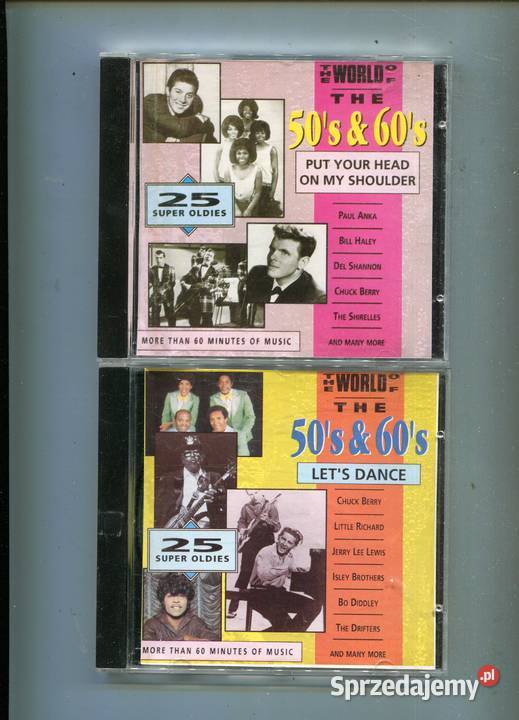 THE WORLD OF
THE
50's & 60's
PUT YOUR HEAD
ON MY SHOULDER
25
SUPER OLDIES
PAUL ANKA
BILL HALEY
DEL SHANNON
CHUCK BERRY
THE SHIRELLES
AND MANY MORE
MORE THAN 60 MINUTES OF MUSIC
THE WORLD OF
THE
50's & 60's
LET'S DANCE
CHUCK BERRY
LITTLE RICHARD
JERRY LEE LEWIS
ISLEY BROTHERS
BO DIDDLEY
THE DRIFTERS
AND MANY MORE
25
SUPER OLDIES
MORE THAN 60 MINUTES OF MUSIC
Sprzedajemy.pl